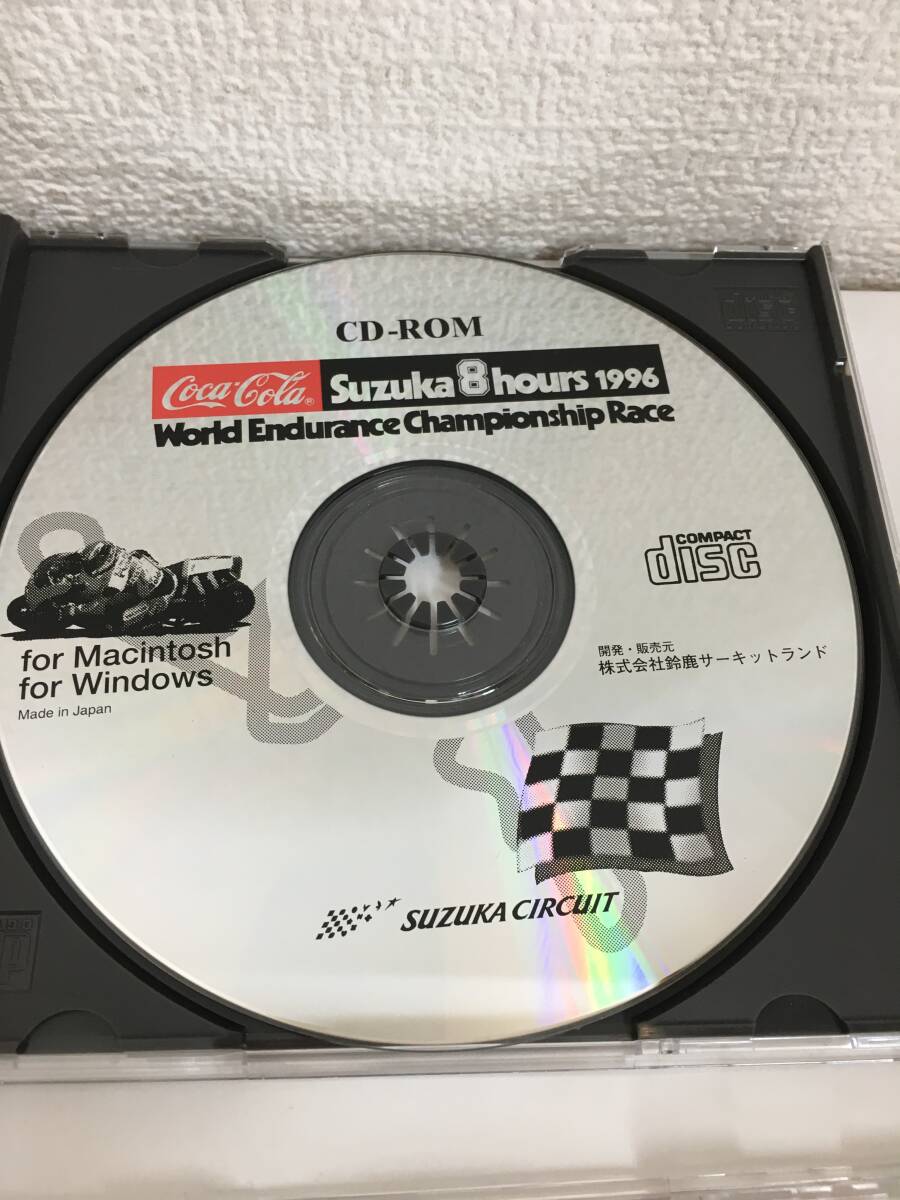 CD-ROM
Coca-Cola® Suzuka 8 hours 1996
World Endurance Championship Race
COMPACT
disc
for Macintosh
for Windows
Made in Japan
開発・販売元
株式会社鈴鹿サーキットランド
SUZUKA CIRCUIT